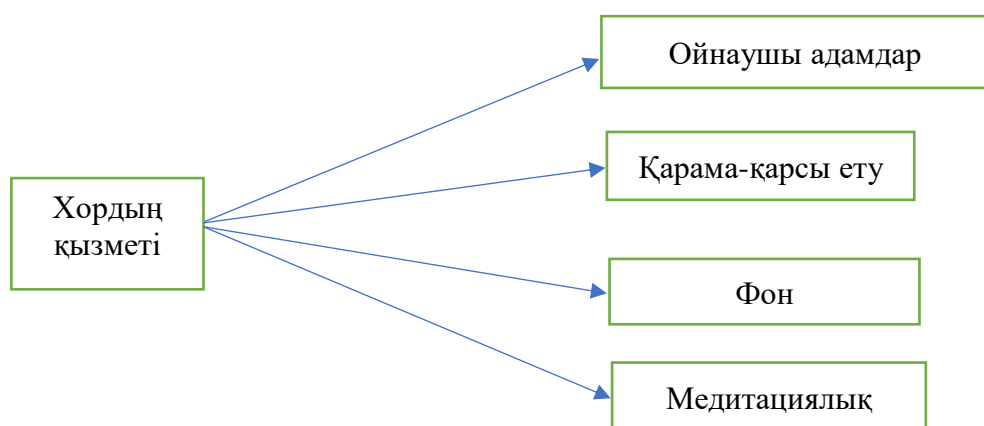 Ойнаушы адамдар
Қарама-қарсы ету
Хордың
қызметі
Фон
Медитациялық